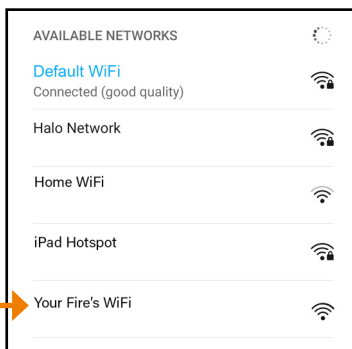 AVAILABLE NETWORKS
Default WiFi
Connected (good quality)
Halo Network
Home WiFi
iPad Hotspot
Your Fire's WiFi